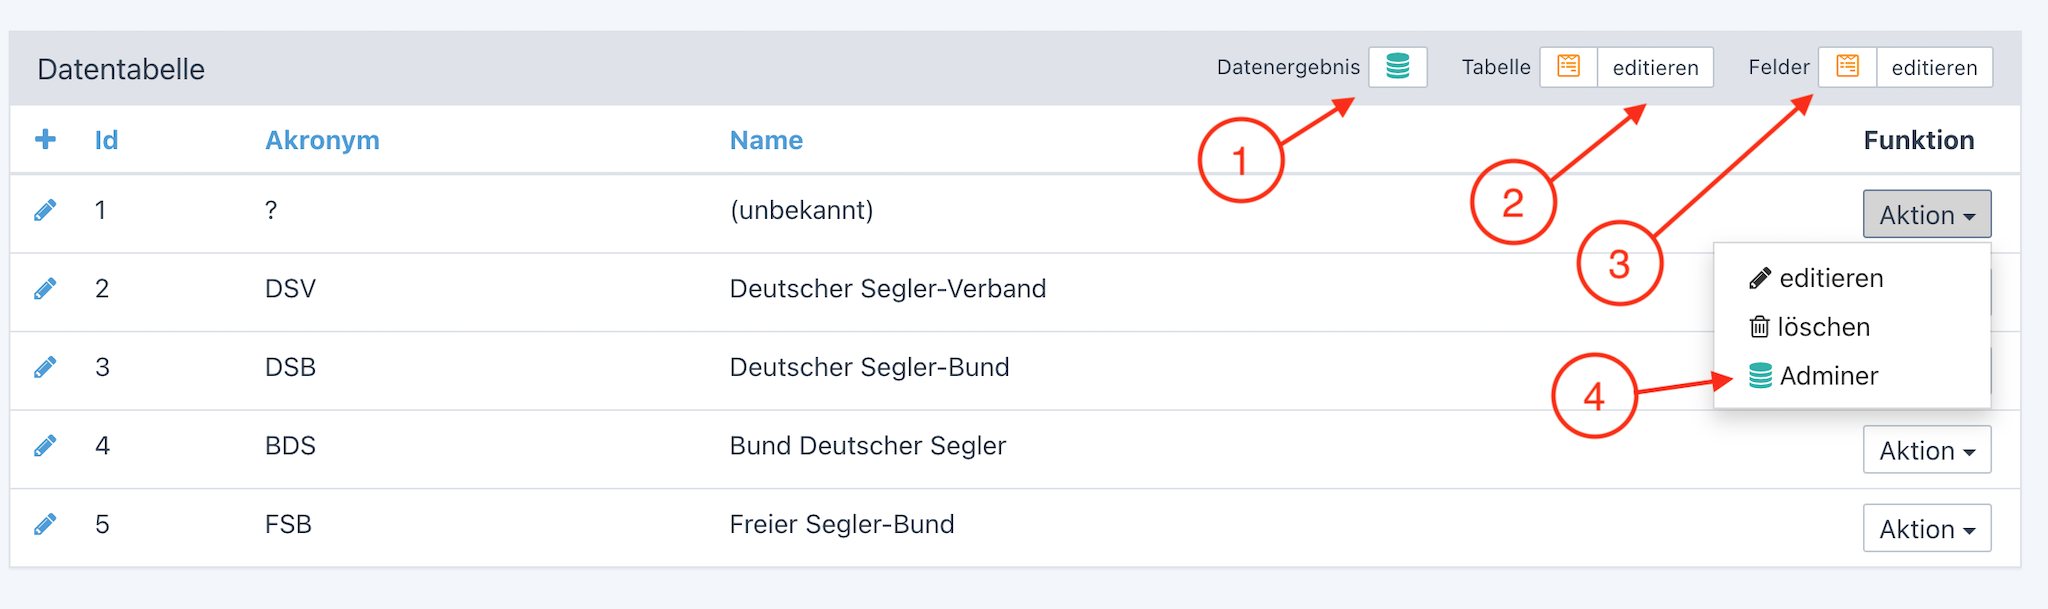 Datentabelle Datenergebnis Tabelle editieren Felder editieren
Id Akronym Name Funktion
1 ? (unbekannt) Aktion
2 DSV Deutscher Segler-Verband
3 DSB Deutscher Segler-Bund
4 BDS Bund Deutscher Segler Aktion
5 FSB Freier Segler-Bund Aktion
editieren
löschen
Adminer
1
2
3
4